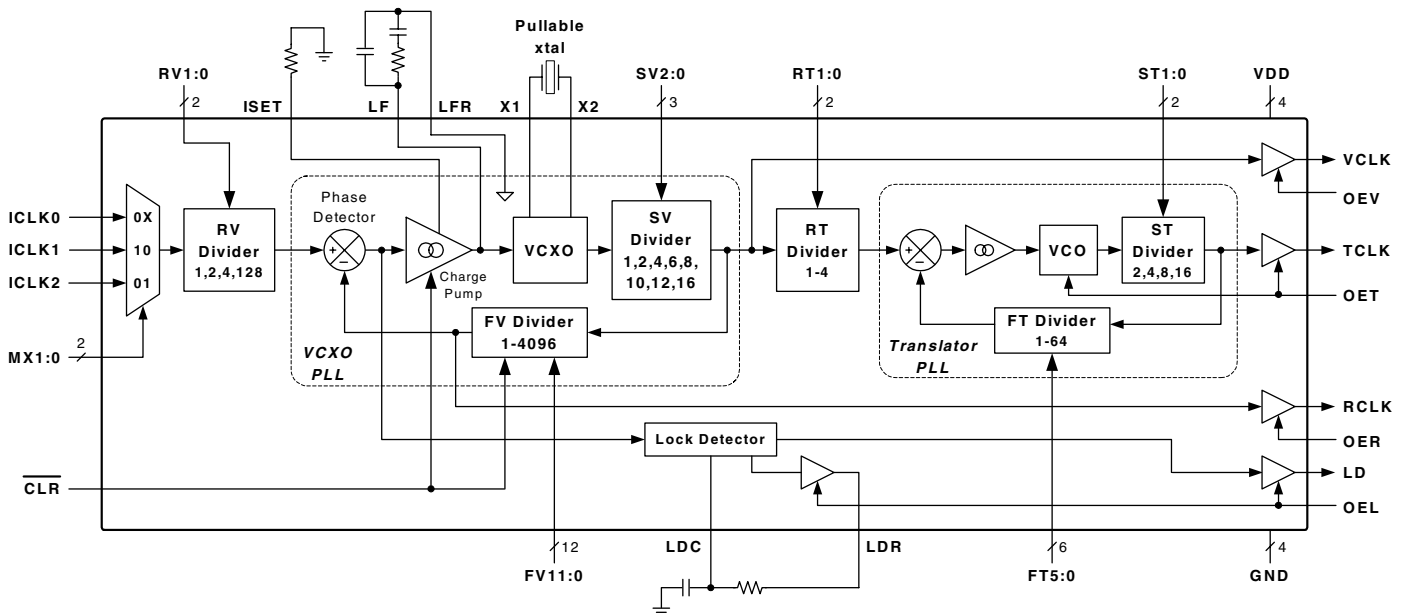 Pullable
xtal
RV1:0
2
ISET
LF
LFR
X1
X2
SV2:0
3
RT1:0
2
ST1:0
2
VDD
4
ICLK0
ICLK1
ICLK2
0X
10
01
MX1:0
2
RV
Divider
1,2,4,128
Phase
Detector
+
−
Charge
Pump
VCXO
SV
Divider
1,2,4,6,8,
10,12,16
FV Divider
1-4096
VCXO
PLL
RT
Divider
1-4
+
−
VCO
ST
Divider
2,4,8,16
FT Divider
1-64
Translator
PLL
VCLK
OEV
TCLK
OET
RCLK
OER
LD
OEL
Lock Detector
CLR
12
FV11:0
LDC
LDR
6
FT5:0
4
GND